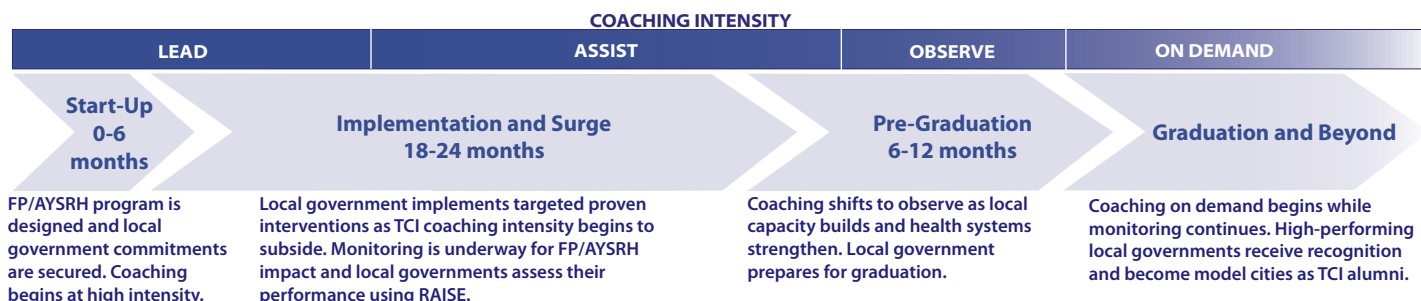 COACHING INTENSITY
LEAD
ASSIST
OBSERVE
ON DEMAND
Start-Up
0-6
months
Implementation and Surge
18-24 months
Pre-Graduation
6-12 months
Graduation and Beyond
FP/AYSRH program is
designed and local
government commitments
are secured. Coaching
begins at high intensity.
Local government implements targeted proven
interventions as TCI coaching intensity begins to
subside. Monitoring is underway for FP/AYSRH
impact and local governments assess their
performance using RAISE.
Coaching shifts to observe as local
capacity builds and health systems
strengthen. Local government
prepares for graduation.
Coaching on demand begins while
monitoring continues. High-performing
local governments receive recognition
and become model cities as TCI alumni.